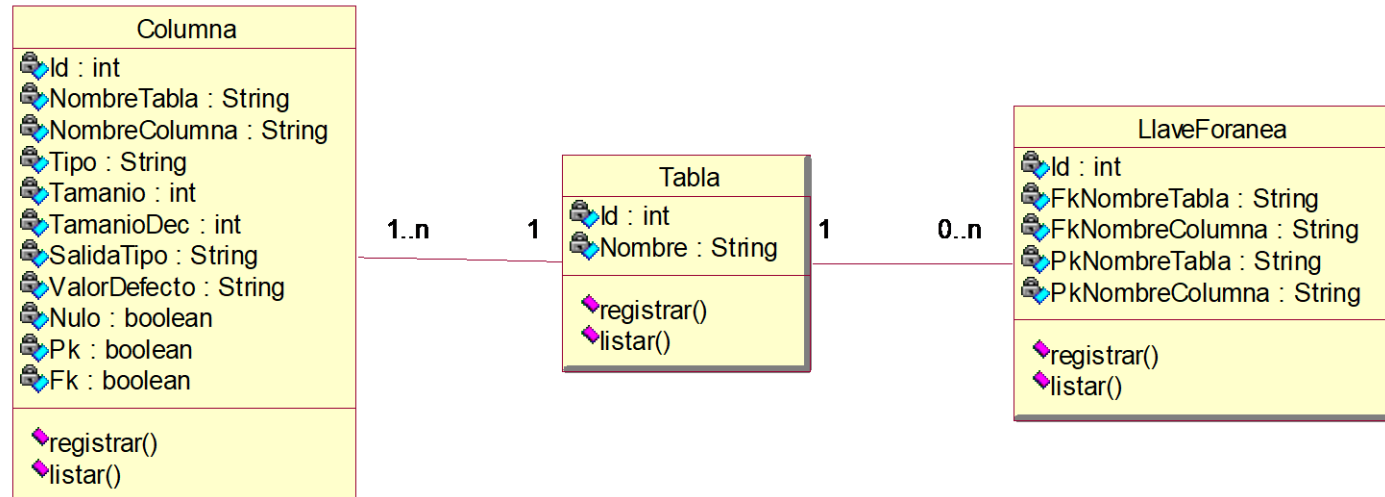 Columna
Id : int
NombreTabla : String
NombreColumna : String
Tipo : String
Tamanio : int
TamanioDec : int
SalidaTipo : String
ValorDefecto : String
Nulo : boolean
Pk : boolean
Fk : boolean
registrar()
listar()
1..n
1
Tabla
Id : int
Nombre : String
registrar()
listar()
1
0..n
LlaveForanea
Id : int
FkNombreTabla : String
FkNombreColumna : String
PkNombreTabla : String
PkNombreColumna : String
registrar()
listar()